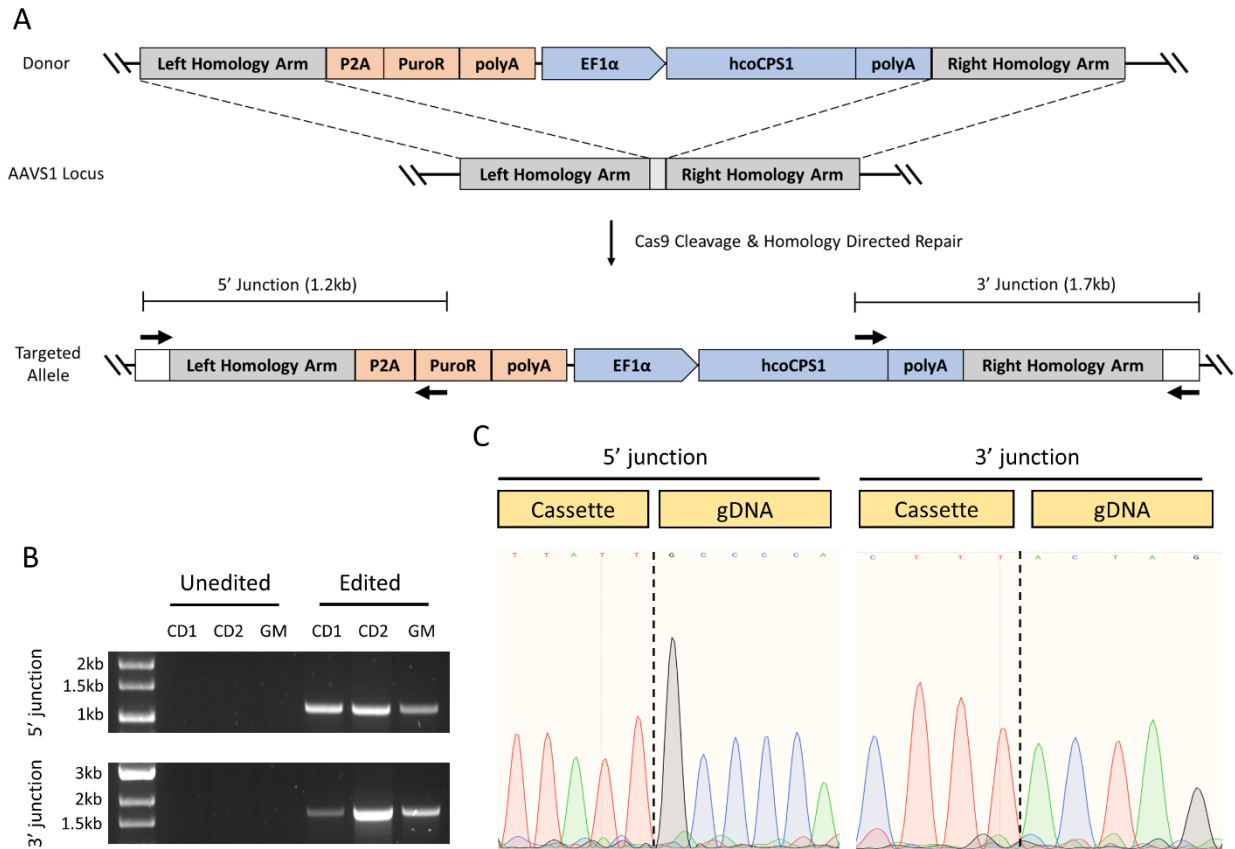 A
Donor
Left Homology Arm P2A PuroR polyA EF1α hcoCPS1 polyA Right Homology Arm
AAVS1 Locus
Left Homology Arm Right Homology Arm
Cas9 Cleavage & Homology Directed Repair
5’ Junction (1.2kb) 3’ Junction (1.7kb)
Targeted
Allele
Left Homology Arm P2A PuroR polyA EF1α hcoCPS1 polyA Right Homology Arm
B
Unedited Edited
CD1 CD2 GM CD1 CD2 GM
5’ junction
2kb
1.5kb
1kb
3’ junction
3kb
2kb
1.5kb
C
5’ junction 3’ junction
Cassette gDNA Cassette gDNA
T T A T T G C C C C A C T T T A C T A G